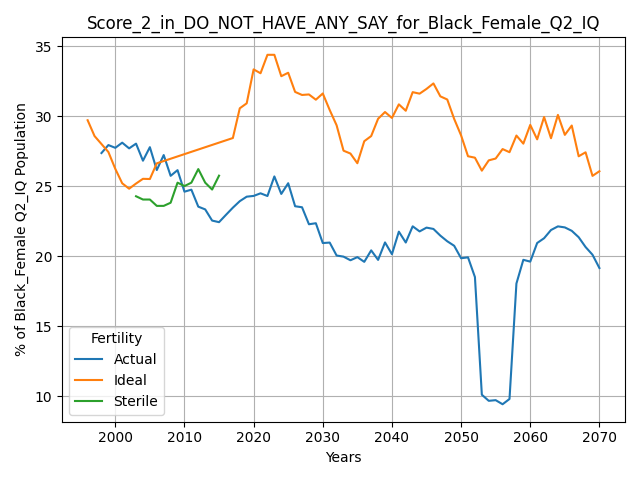 Score_2_in_DO_NOT_HAVE_ANY_SAY_for_Black_Female_Q2_IQ
% of Black_Female Q2_IQ Population
35
30
25
20
15
10
Fertility
Actual
Ideal
Sterile
2000 2010 2020 2030 2040 2050 2060 2070
Years